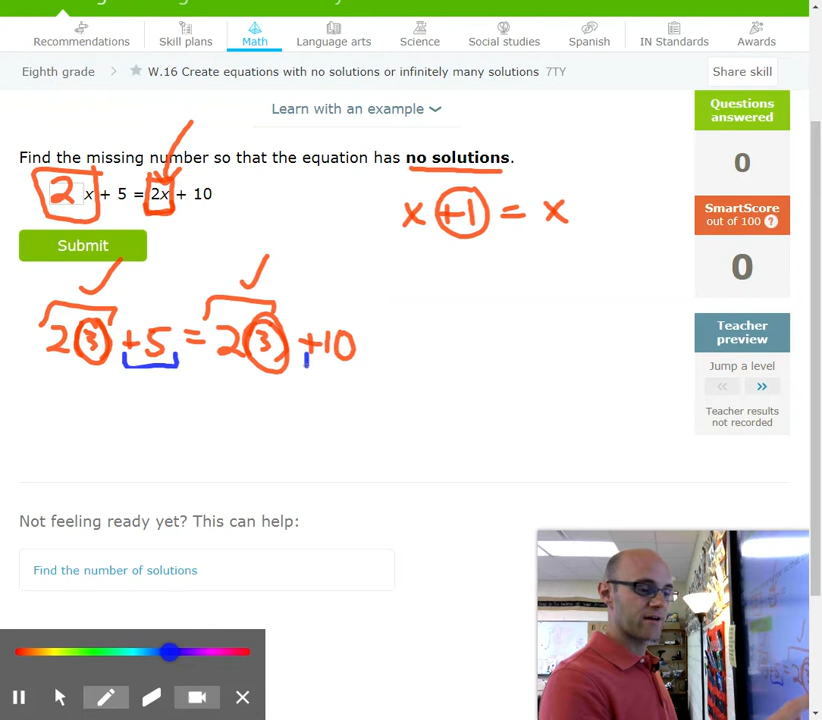 Recommendations Skill plans Math Language arts Science Social studies Spanish IN Standards Awards
Eighth grade > W.16 Create equations with no solutions or infinitely many solutions 7TY Share skill
Learn with an example
Find the missing number so that the equation has no solutions.
2 x + 5 = 2x + 10
x +1 = x
Submit
2(3) +5 = 2(3) +10
Questions answered
0
SmartScore
out of 100 ?
0
Teacher preview
Jump a level
<< >>
Teacher results not recorded
Not feeling ready yet? This can help:
Find the number of solutions